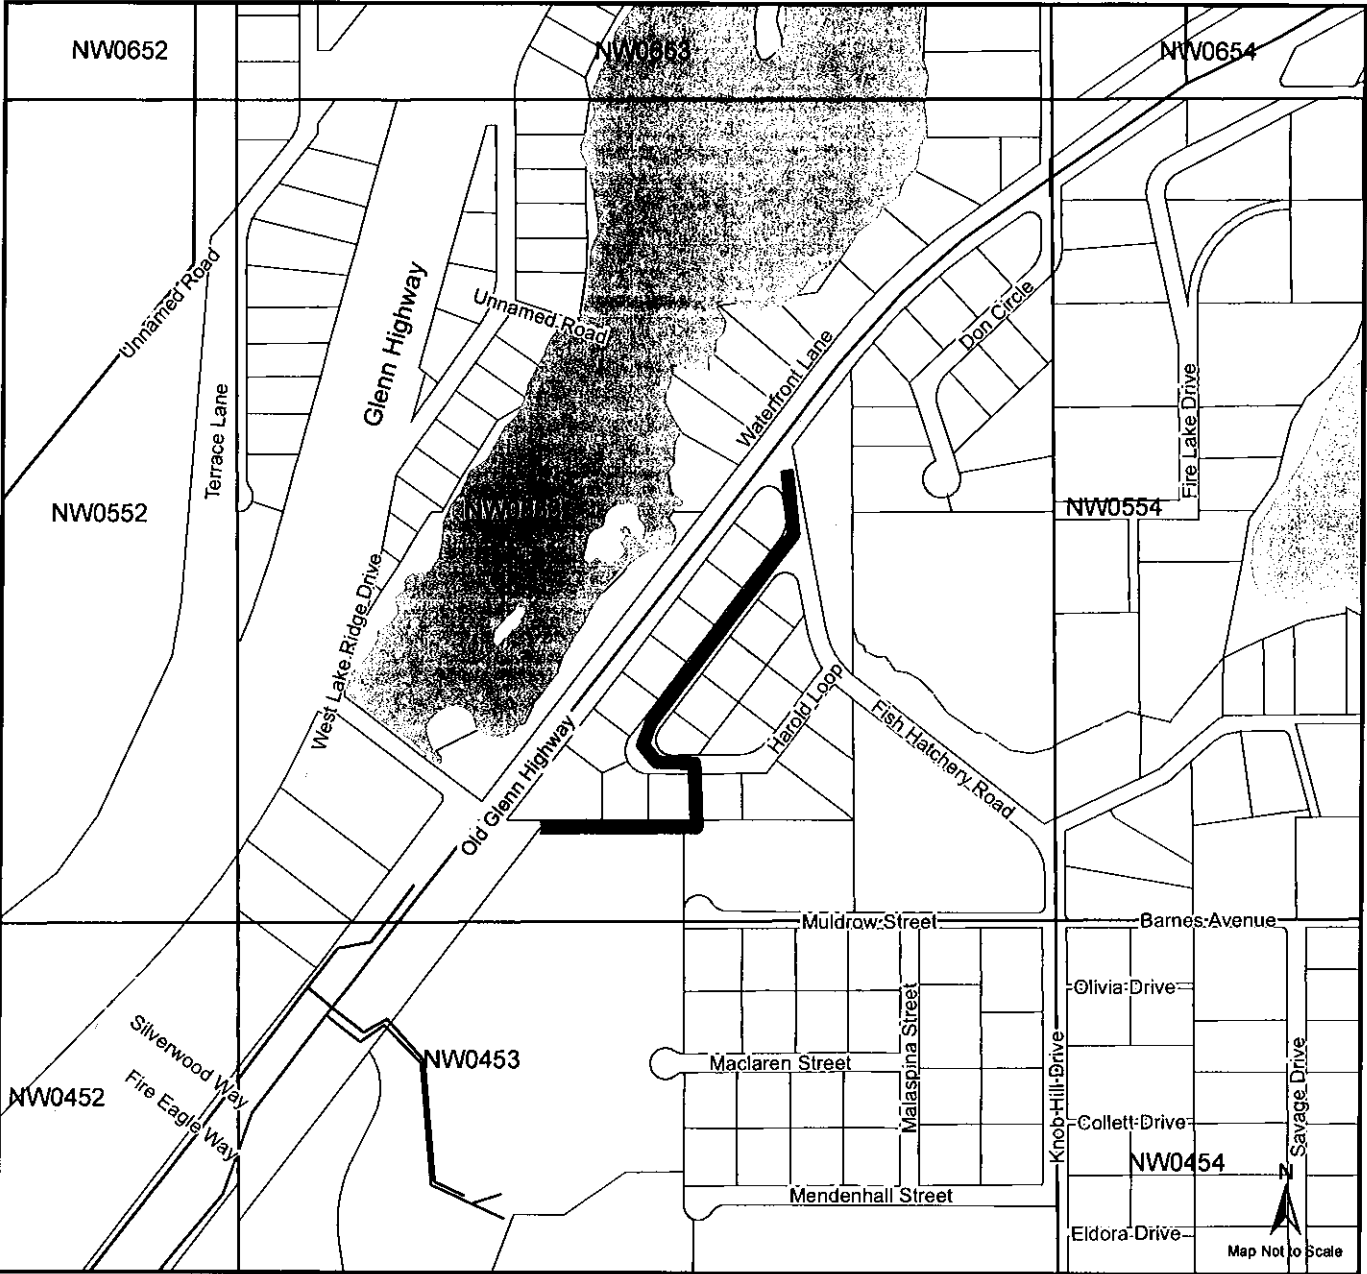 NW0652
NW0653
NW0654
Unnamed Road
Glenn Highway
Unnamed Road
Terrace Lane
Waterfront Lane
Don Circle
Fire Lake Drive
NW0552
NW0553
NW0554
West Lake Ridge Drive
Old Glenn Highway
Harold Loop
Fish Hatchery Road
Muldrow Street
Barnes Avenue
Olivia Drive
Malaspina Street
Maclaren Street
Knob Hill Drive
Savage Drive
Silverwood Way
Fire Eagle Way
NW0453
NW0452
Collett Drive
NW0454
Mendenhall Street
Eldora Drive
N
Map Not to Scale